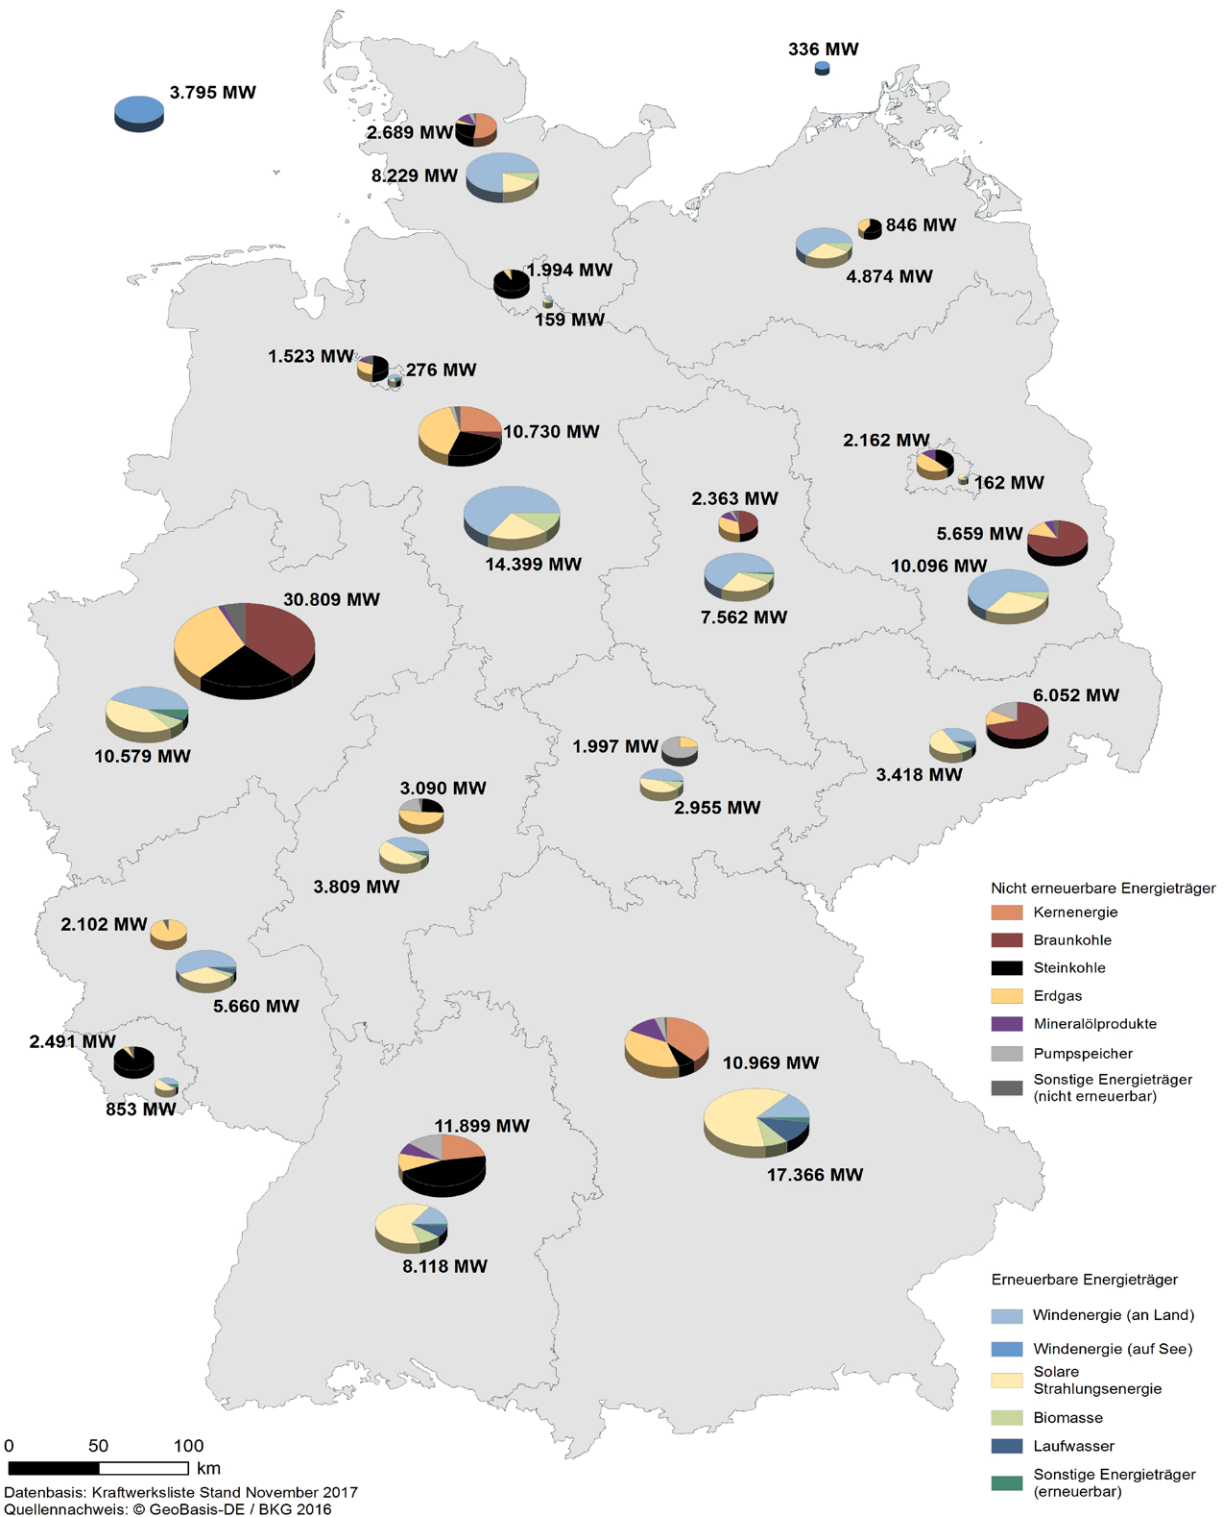 336 MW
3.795 MW
2.689 MW
8.229 MW
846 MW
4.874 MW
1.994 MW
159 MW
1.523 MW
276 MW
10.730 MW
2.162 MW
162 MW
2.363 MW
5.659 MW
14.399 MW
10.096 MW
7.562 MW
30.809 MW
6.052 MW
10.579 MW
1.997 MW
3.418 MW
3.090 MW
2.955 MW
3.809 MW
2.102 MW
5.660 MW
2.491 MW
853 MW
10.969 MW
11.899 MW
17.366 MW
8.118 MW
Nicht erneuerbare Energieträger
Kernenergie
Braunkohle
Steinkohle
Erdgas
Mineralölprodukte
Pumpspeicher
Sonstige Energieträger
(nicht erneuerbar)
Erneuerbare Energieträger
Windenergie (an Land)
Windenergie (auf See)
Solare
Strahlungsenergie
Biomasse
Laufwasser
Sonstige Energieträger
(erneuerbar)
0 50 100
km
Datenbasis: Kraftwerksliste Stand November 2017
Quellennachweis: © GeoBasis-DE / BKG 2016